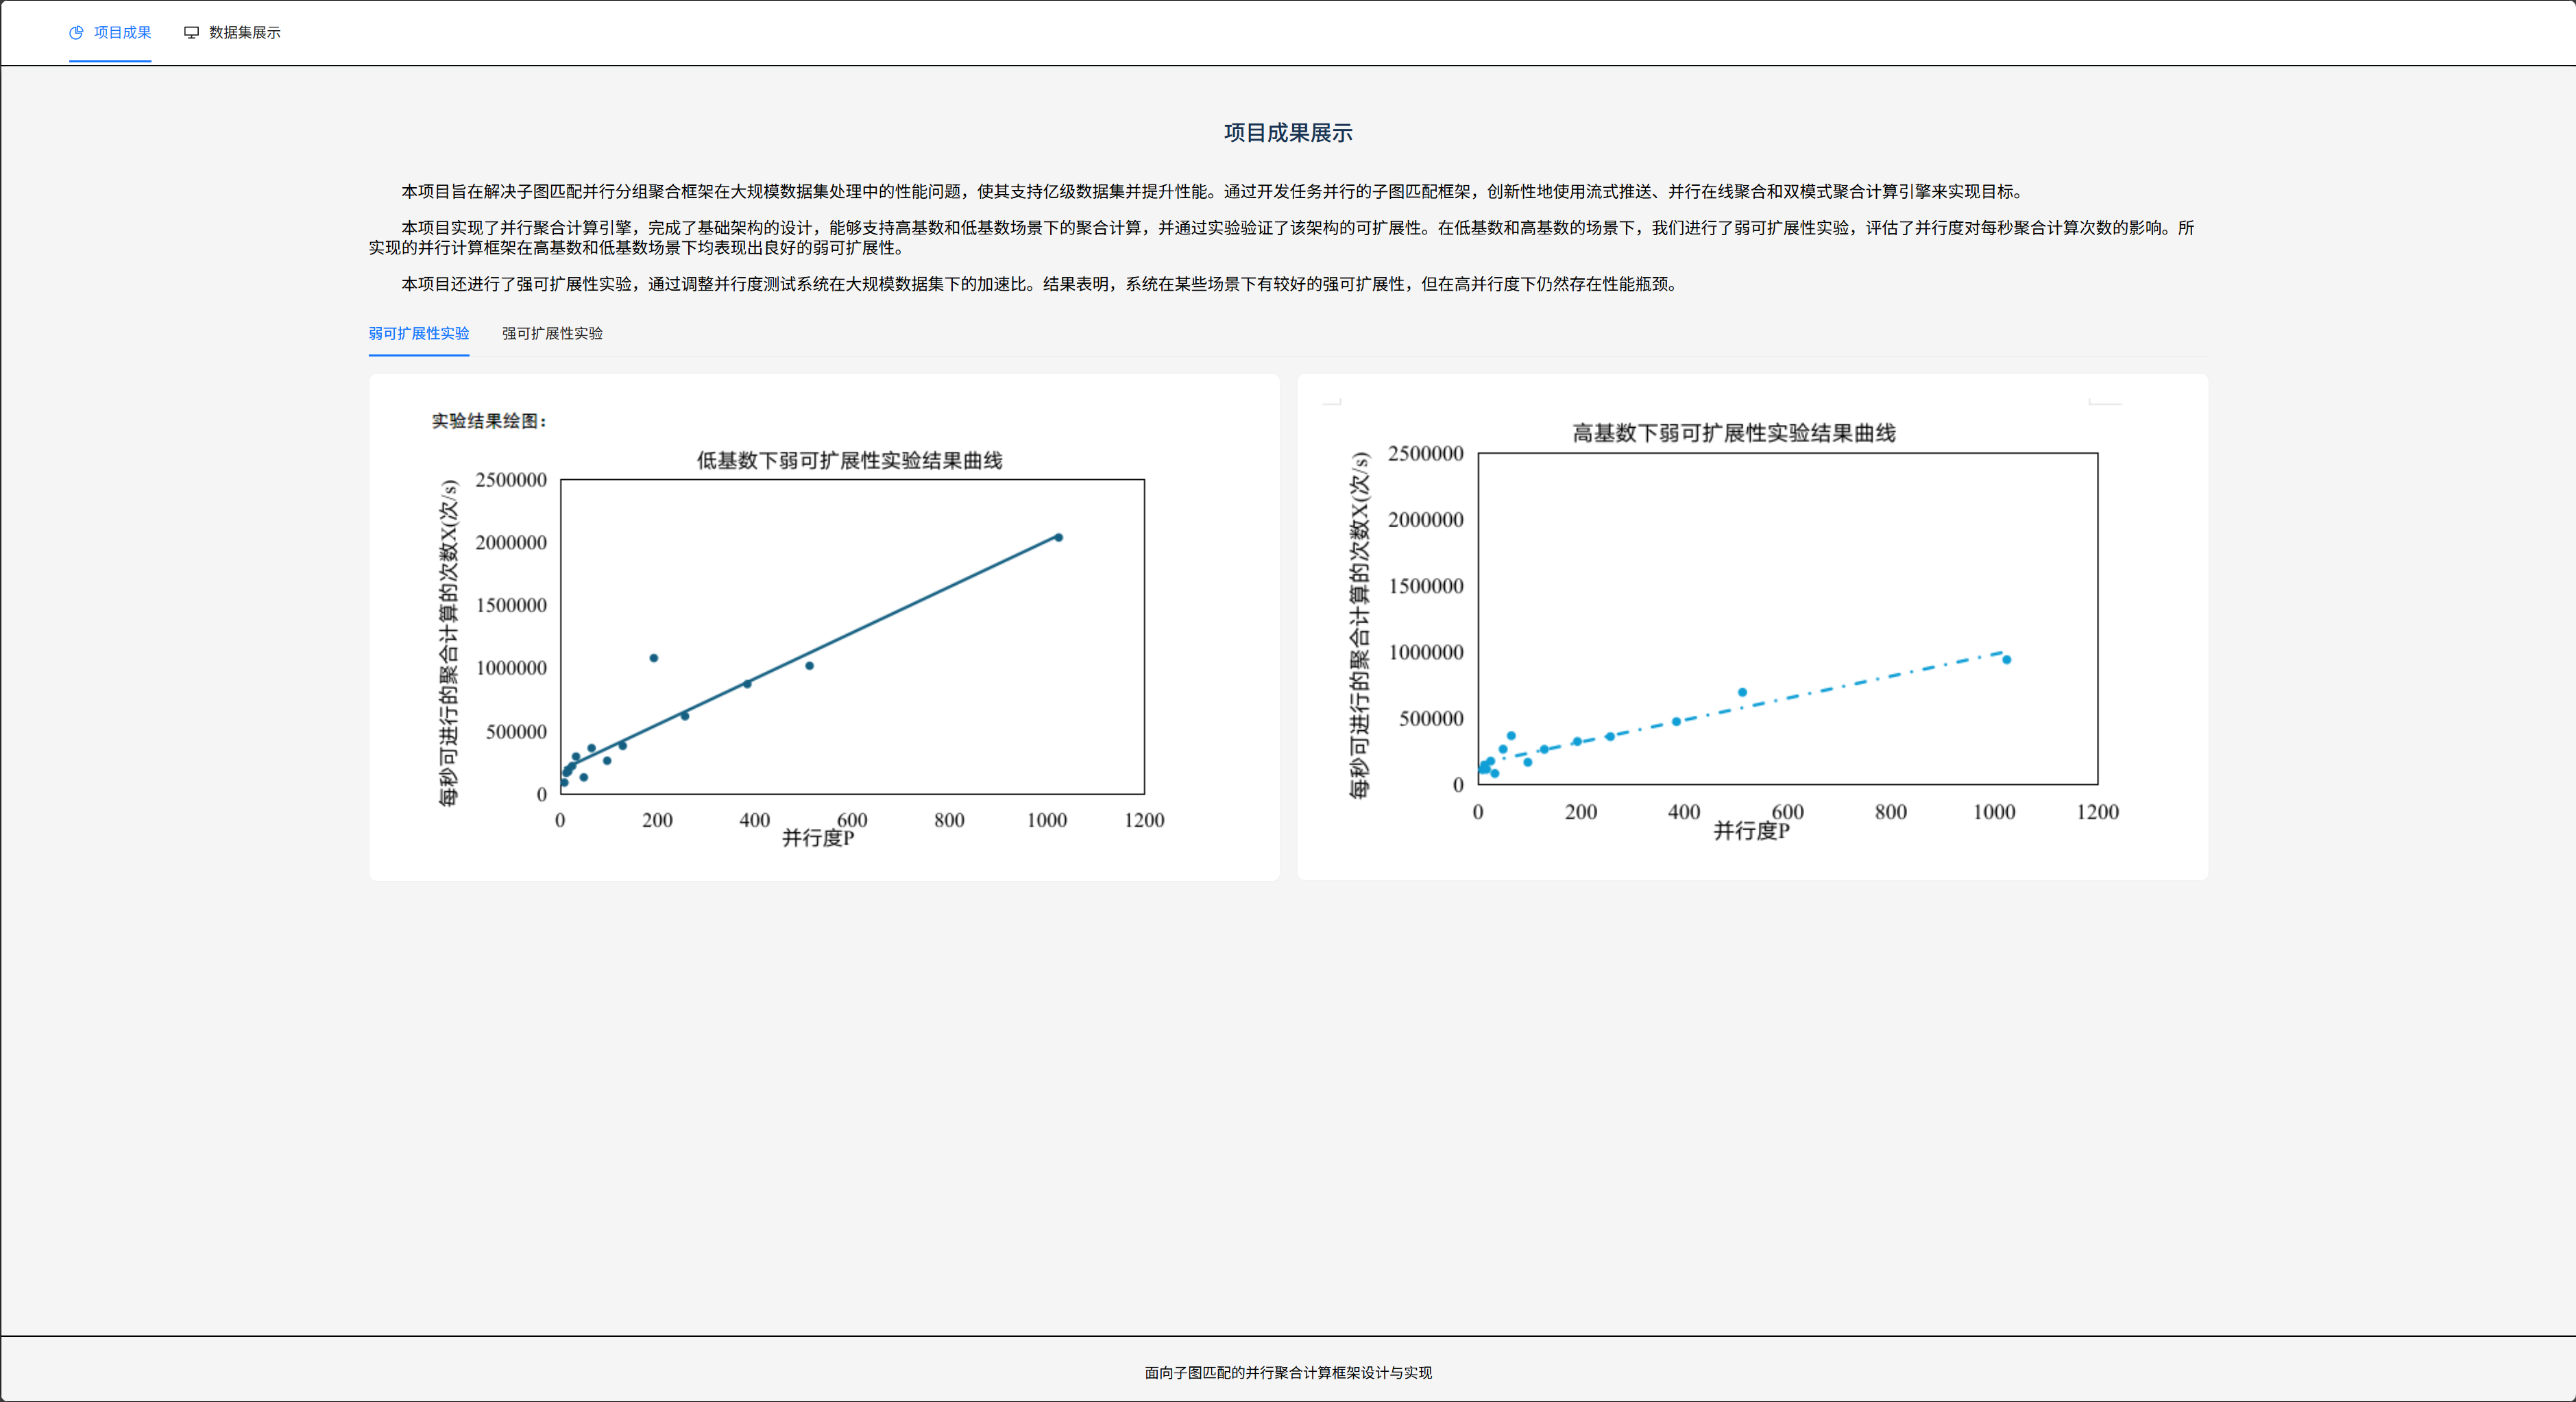 项目成果
数据集展示
项目成果展示
本项目旨在解决子图匹配并行分组聚合框架在大规模数据集处理中的性能问题，使其支持亿级数据集并提升性能。通过开发任务并行的子图匹配框架，创新性地使用流式推送、并行在线聚合和双模式聚合计算引擎来实现目标。
本项目实现了并行聚合计算引擎，完成了基础架构的设计，能够支持高基数和低基数场景下的聚合计算，并通过实验验证了该架构的可扩展性。在低基数和高基数的场景下，我们进行了弱可扩展性实验，评估了并行度对每秒聚合计算次数的影响。所
实现的并行计算框架在高基数和低基数场景下均表现出良好的弱可扩展性。
本项目还进行了强可扩展性实验，通过调整并行度测试系统在大规模数据集下的加速比。结果表明，系统在某些场景下有较好的强可扩展性，但在高并行度下仍然存在性能瓶颈。
弱可扩展性实验
强可扩展性实验
实验结果绘图：
低基数下弱可扩展性实验结果曲线
每秒可进行的聚合计算的次数X(次/s)
2500000
2000000
1500000
1000000
500000
0
0 200 400 600 800 1000 1200
并行度P
高基数下弱可扩展性实验结果曲线
每秒可进行的聚合计算的次数X(次/s)
2500000
2000000
1500000
1000000
500000
0
0 200 400 600 800 1000 1200
并行度P
面向子图匹配的并行聚合计算框架设计与实现